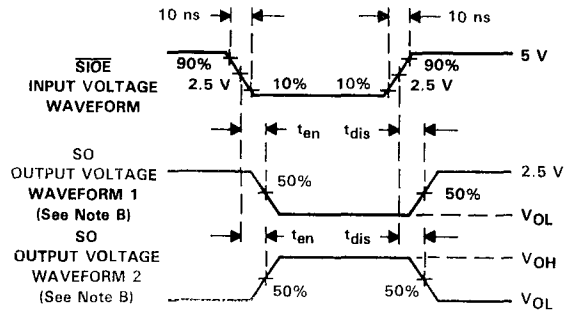 10 ns 10 ns
SIOE
INPUT VOLTAGE
WAVEFORM
90% 90% 5 V
2.5 V 10% 10% 2.5 V
ten tdis
SO
OUTPUT VOLTAGE
WAVEFORM 1
(See Note B)
2.5 V
50% 50%
VOL
ten tdis
SO
OUTPUT VOLTAGE
WAVEFORM 2
(See Note B)
VOH
50% 50%
VOL